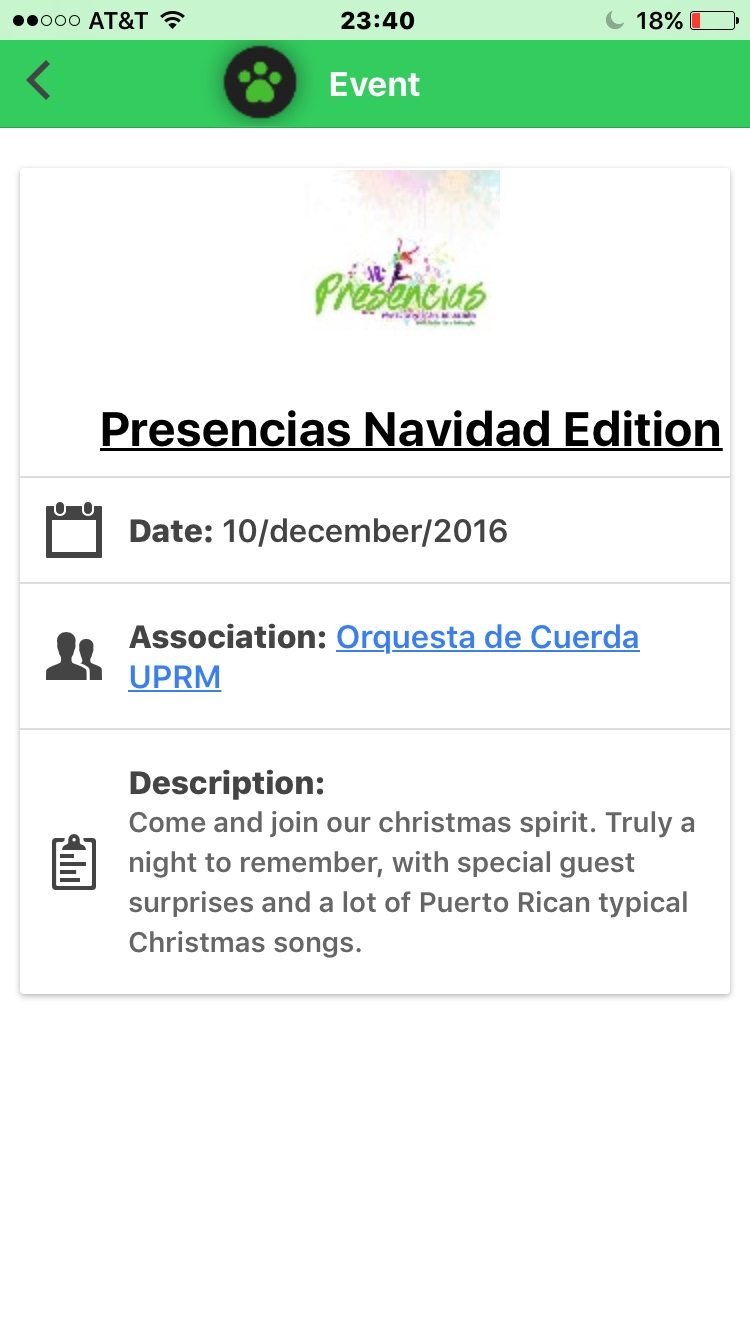 AT&T 23:40 18%
Event
Presencias
Presencias Navidad Edition
Date: 10/december/2016
Association: Orquesta de Cuerda
UPRM
Description:
Come and join our christmas spirit. Truly a
night to remember, with special guest
surprises and a lot of Puerto Rican typical
Christmas songs.